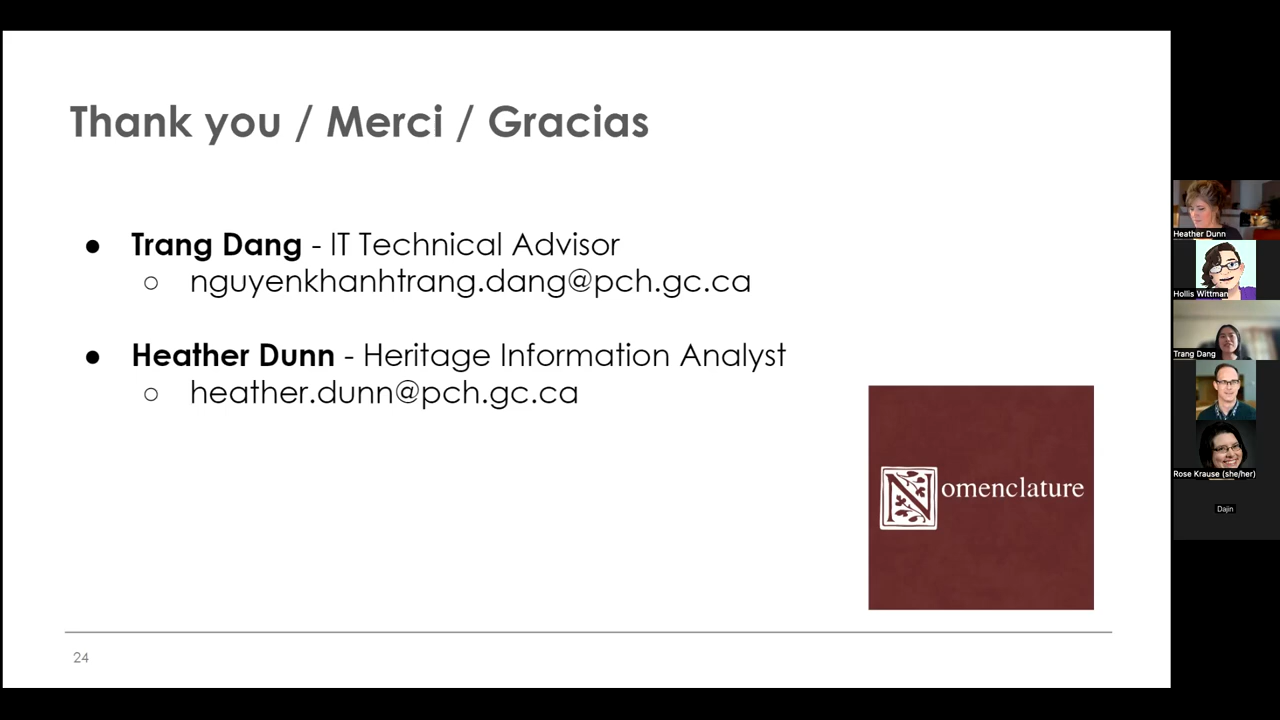 Thank you / Merci / Gracias
● Trang Dang - IT Technical Advisor
○ nguyenkhanhtrang.dang@pch.gc.ca
● Heather Dunn - Heritage Information Analyst
○ heather.dunn@pch.gc.ca
Nomenclature
24
Heather Dunn
Hollis Wittman
Trang Dang
Rose Krause (she/her)
Dajin